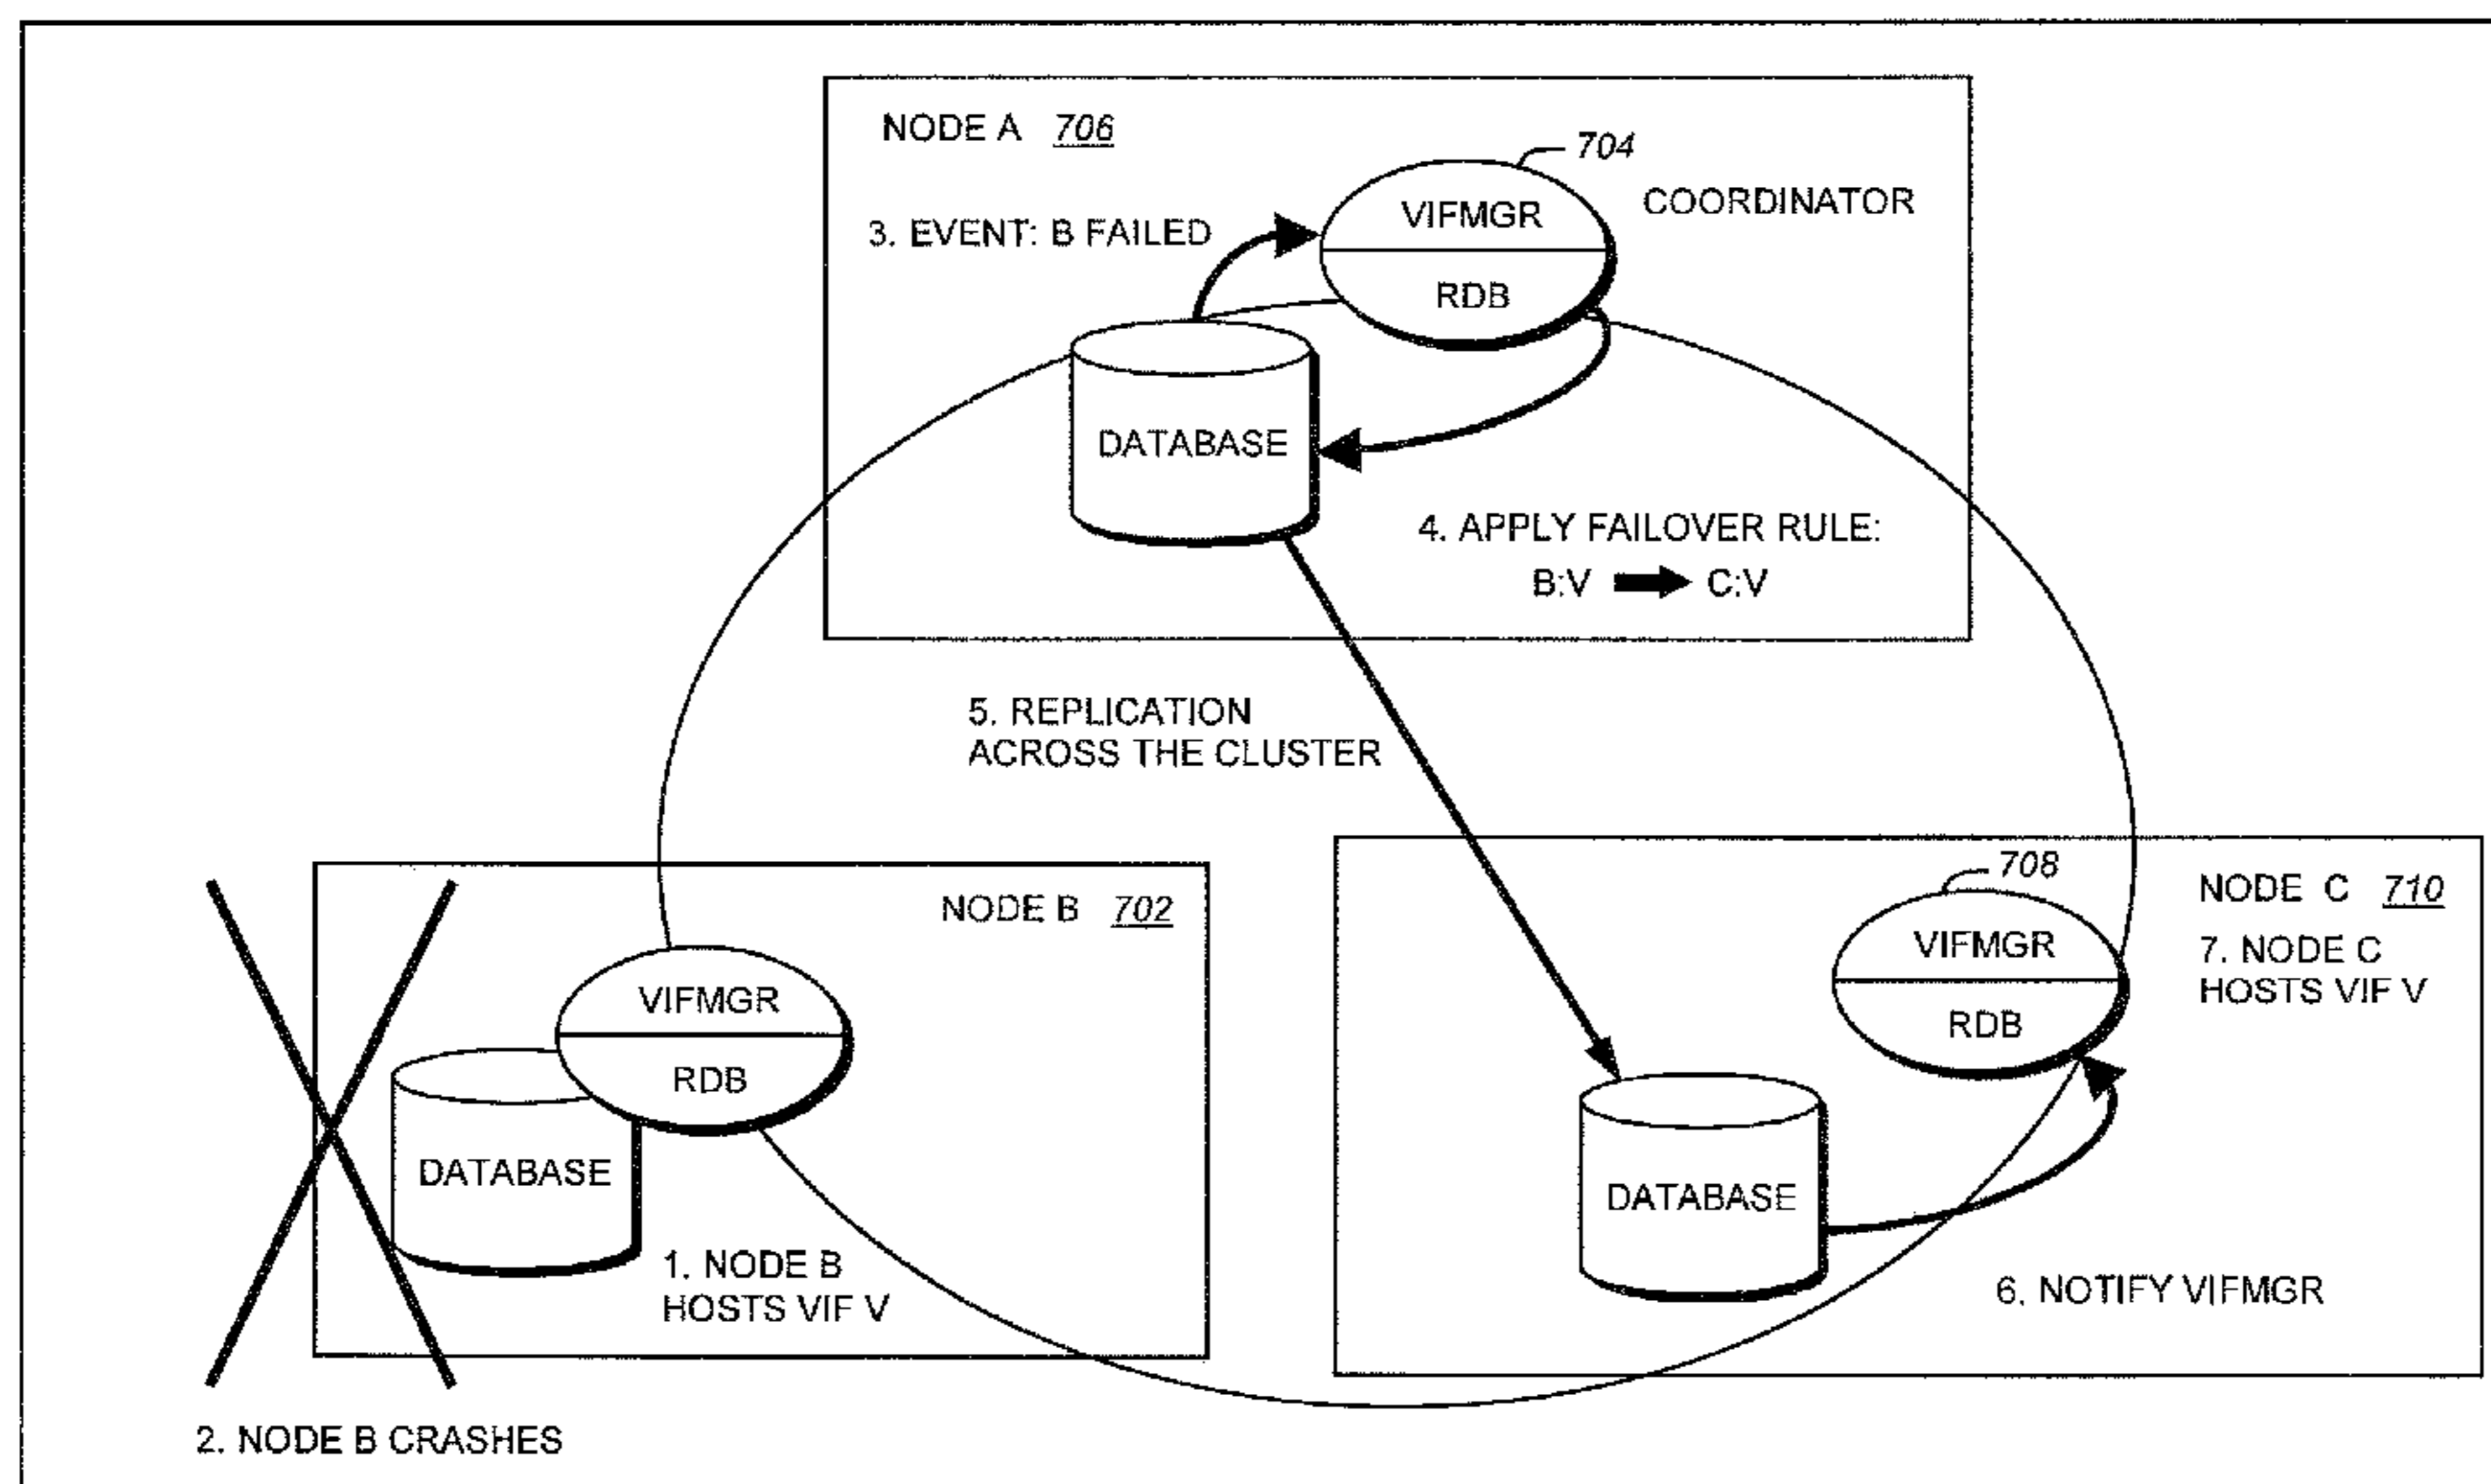 NODE A 706
704
COORDINATOR
VIFMGR
RDB
3. EVENT: B FAILED
DATABASE
4. APPLY FAILOVER RULE:
B:V C:V
5. REPLICATION
ACROSS THE CLUSTER
NODE B 702
VIFMGR
RDB
DATABASE
1. NODE B
HOSTS VIF V
2. NODE B CRASHES
708
NODE C 710
VIFMGR
RDB
7. NODE C
HOSTS VIF V
DATABASE
6. NOTIFY VIFMGR